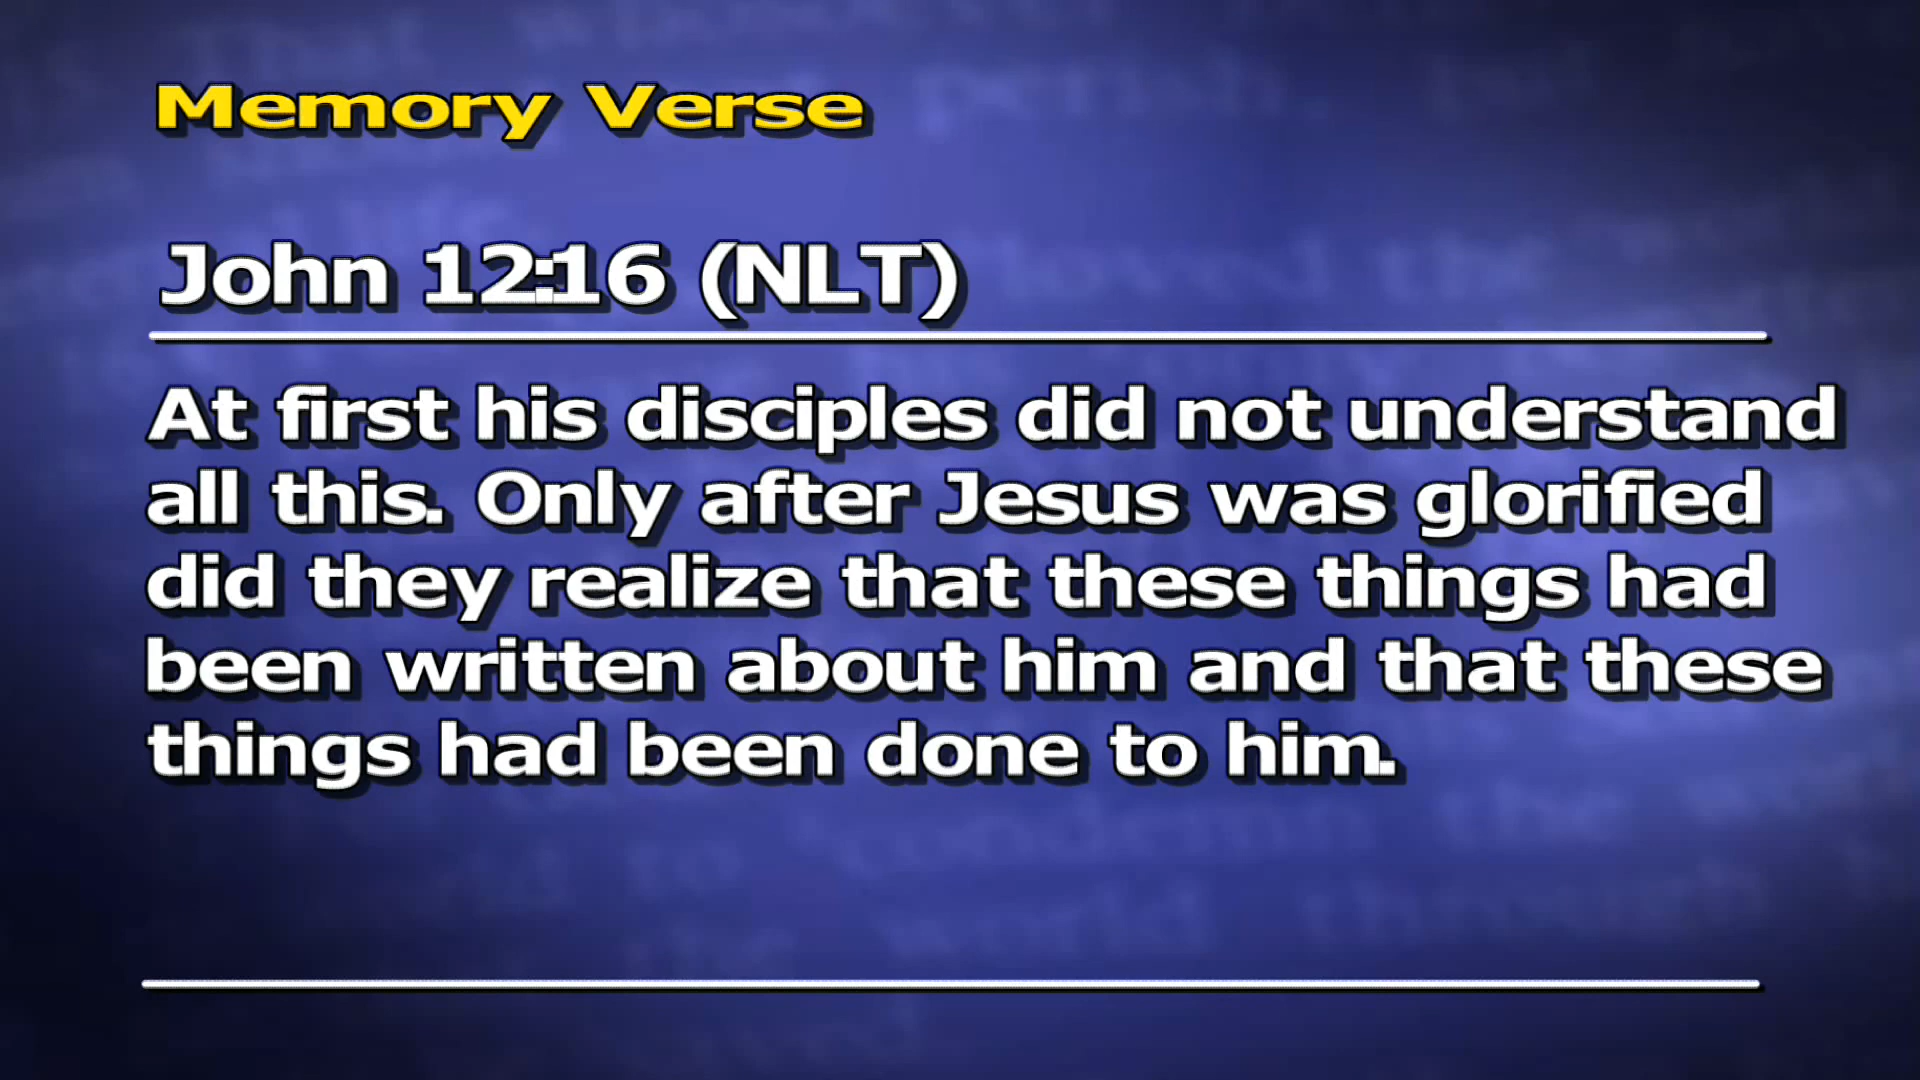 Memory Verse
John 12:16 (NLT)
At first his disciples did not understand
all this. Only after Jesus was glorified
did they realize that these things had
been written about him and that these
things had been done to him.